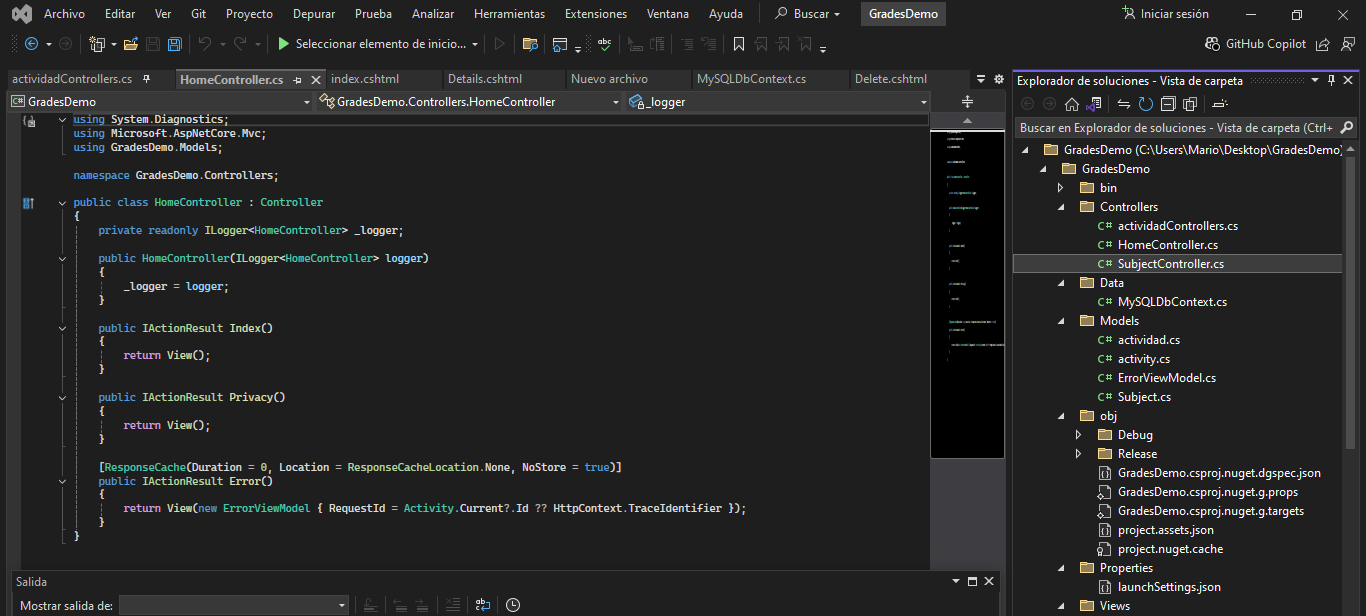 Archivo Editar Ver Git Proyecto Depurar Prueba Analizar Herramientas Extensiones Ventana Ayuda Buscar GradesDemo Iniciar sesión
Seleccionar elemento de inicio... GitHub Copilot
actividadControllers.cs HomeController.cs index.cshtml Details.cshtml Nuevo archivo MySQLDbContext.cs Delete.cshtml
GradesDemo GradesDemo.Controllers.HomeController _logger
using System.Diagnostics;
using Microsoft.AspNetCore.Mvc;
using GradesDemo.Models;
namespace GradesDemo.Controllers;
public class HomeController : Controller
{
private readonly ILogger<HomeController> _logger;
public HomeController(ILogger<HomeController> logger)
{
_logger = logger;
}
public IActionResult Index()
{
return View();
}
public IActionResult Privacy()
{
return View();
}
[ResponseCache(Duration = 0, Location = ResponseCacheLocation.None, NoStore = true)]
public IActionResult Error()
{
return View(new ErrorViewModel { RequestId = Activity.Current?.Id ?? HttpContext.TraceIdentifier });
}
}
Salida
Mostrar salida de:
Explorador de soluciones - Vista de carpeta
Buscar en Explorador de soluciones - Vista de carpeta (Ctrl+
GradesDemo (C:\Users\Mario\Desktop\GradesDemo)
GradesDemo
bin
Controllers
C# actividadControllers.cs
C# HomeController.cs
C# SubjectController.cs
Data
C# MySQLDbContext.cs
Models
C# actividad.cs
C# activity.cs
C# ErrorViewModel.cs
C# Subject.cs
obj
Debug
Release
GradesDemo.csproj.nuget.dgspec.json
GradesDemo.csproj.nuget.g.props
GradesDemo.csproj.nuget.g.targets
project.assets.json
project.nuget.cache
Properties
launchSettings.json
Views